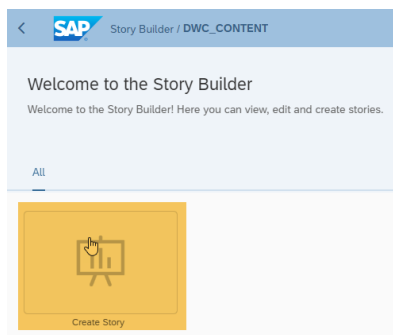 SAP Story Builder / DWC_CONTENT
Welcome to the Story Builder
Welcome to the Story Builder! Here you can view, edit and create stories.
All
Create Story